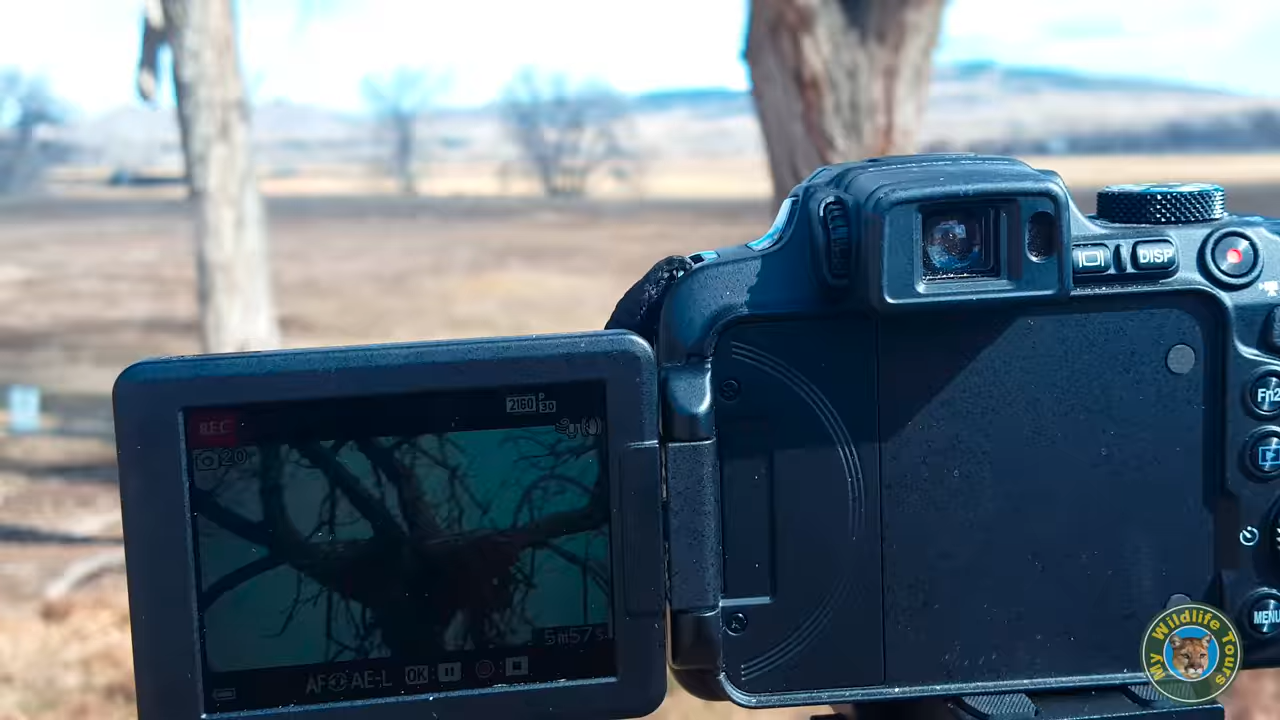 DISP
Fn2
REC
2160 P
30
20
5m57s
AF AE-L OK
MENU
My Wildlife Tours